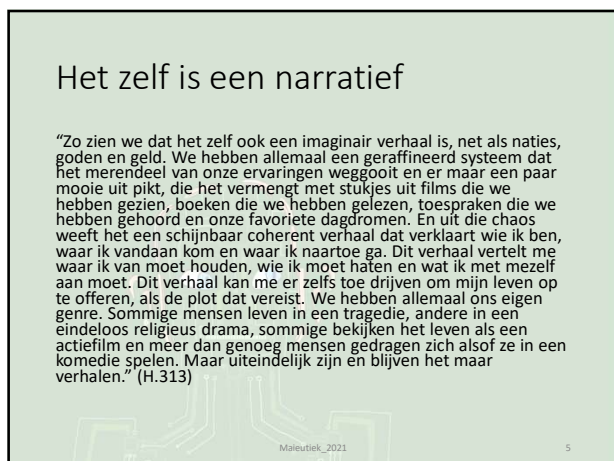 Het zelf is een narratief
“Zo zien we dat het zelf ook een imaginair verhaal is, net als naties,
goden en geld. We hebben allemaal een geraffineerd systeem dat
het merendeel van onze ervaringen weggooit en er maar een paar
mooie uit pikt, die het vermengt met stukjes uit films die we
hebben gezien, boeken die we hebben gelezen, toespraken die we
hebben gehoord en onze favoriete dagdromen. En uit die chaos
weeft het een schijnbaar coherent verhaal dat verklaart wie ik ben,
waar ik vandaan kom en waar ik naartoe ga. Dit verhaal vertelt me
waar ik van moet houden, wie ik moet haten en wat ik met mezelf
aan moet. Dit verhaal kan me er zelfs toe drijven om mijn leven op
te offeren, als de plot dat vereist. We hebben allemaal ons eigen
genre. Sommige mensen leven in een tragedie, andere in een
eindeloos religieus drama, sommige bekijken het leven als een
actiefilm en meer dan genoeg mensen gedragen zich alsof ze in een
komedie spelen. Maar uiteindelijk zijn en blijven het maar
verhalen.” (H.313)
Maieutiek_2021
5